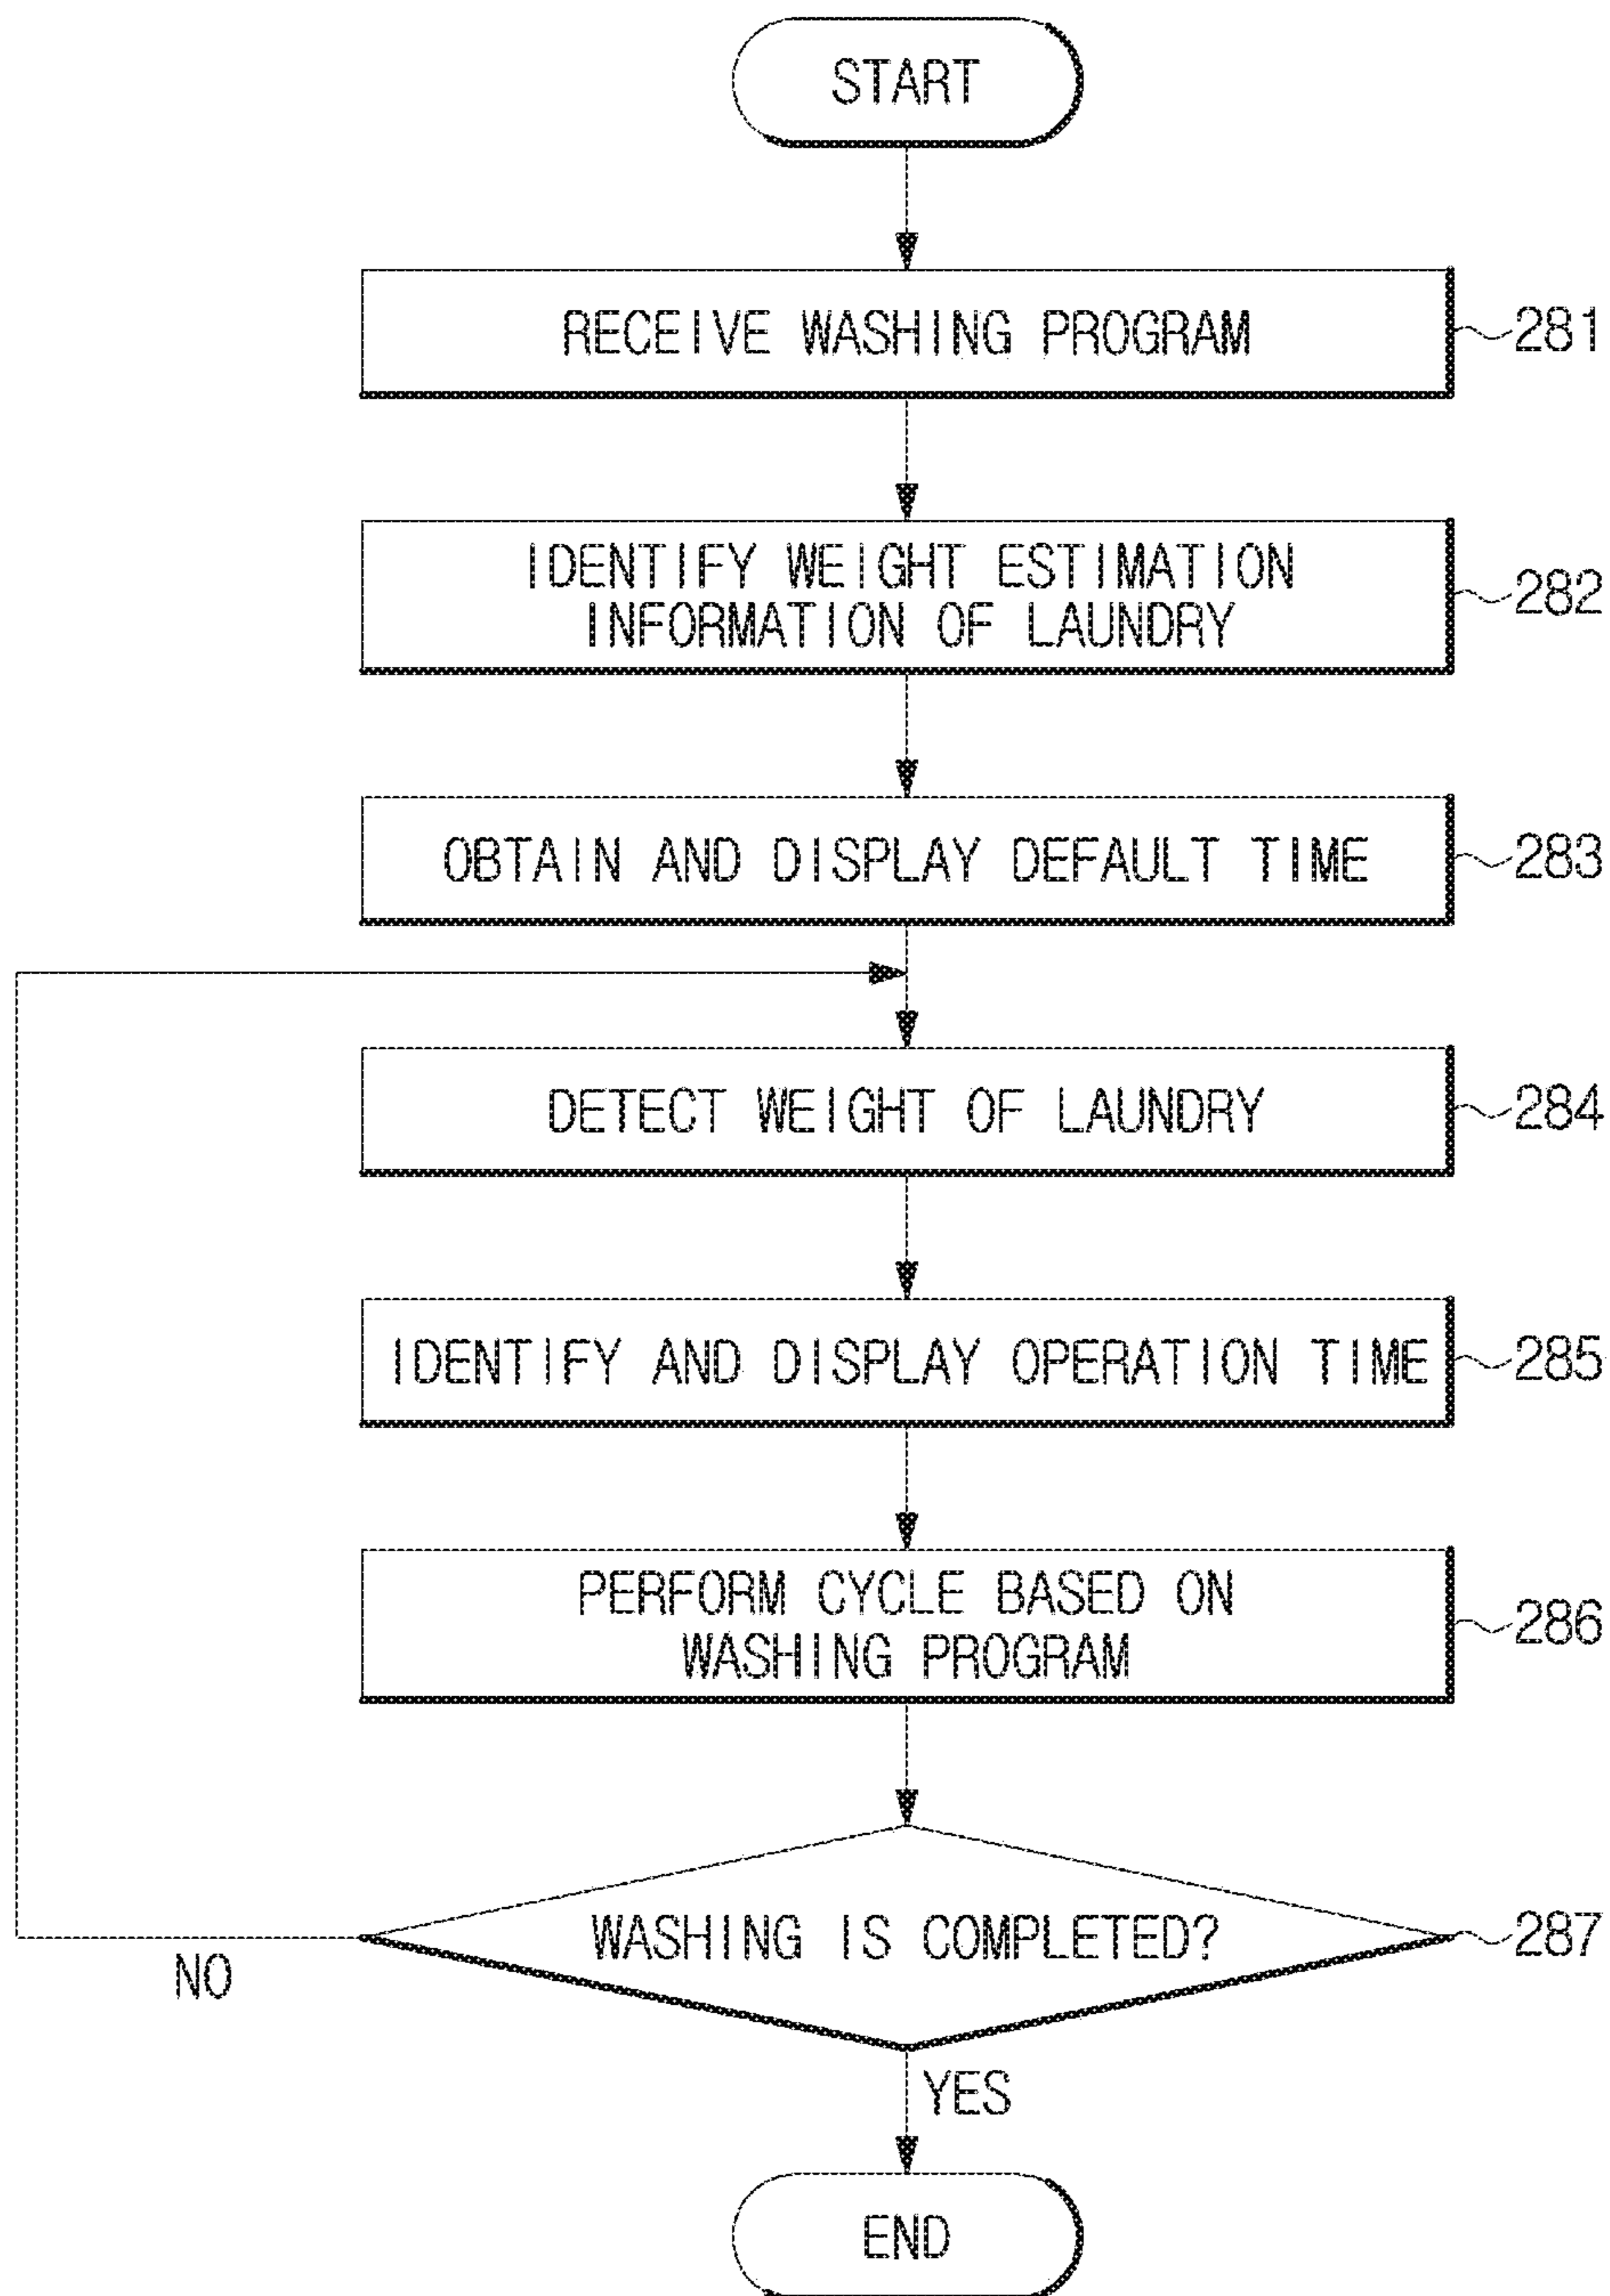 START
RECEIVE WASHING PROGRAM
281
IDENTIFY WEIGHT ESTIMATION
INFORMATION OF LAUNDRY
282
OBTAIN AND DISPLAY DEFAULT TIME
283
DETECT WEIGHT OF LAUNDRY
284
IDENTIFY AND DISPLAY OPERATION TIME
285
PERFORM CYCLE BASED ON
WASHING PROGRAM
286
WASHING IS COMPLETED?
287
NO
YES
END